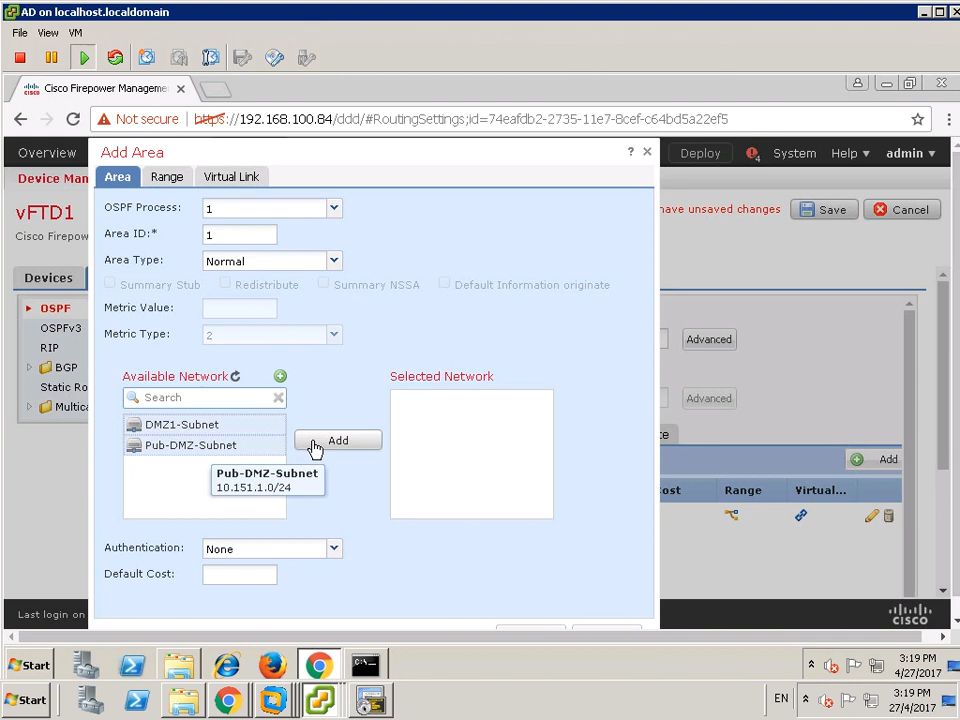 AD on localhost.localdomain
File View VM
Cisco Firepower Manageme
Not secure https://192.168.100.84/ddd/#RoutingSettings;id=74eafdb2-2735-11e7-8cef-c64bd5a22ef5
Overview Deploy System Help admin
Device Man
Add Area ?
Area Range Virtual Link
vFTD1 have unsaved changes Save Cancel
Cisco Firepow
OSPF Process: 1
Area ID:* 1
Area Type: Normal
Summary Stub Redistribute Summary NSSA Default Information originate
Metric Value:
Metric Type: 2
Devices
OSPF
OSPFv3
RIP
BGP
Static Ro
Multica
Advanced
Advanced
te
Add
ost Range Virtual...
Available Network Selected Network
Search
DMZ1-Subnet
Pub-DMZ-Subnet
Add
Pub-DMZ-Subnet
10.151.1.0/24
Authentication: None
Default Cost:
Last login on
cisco
Start 3:19 PM
4/27/2017
Start EN 3:19 PM
27/4/2017